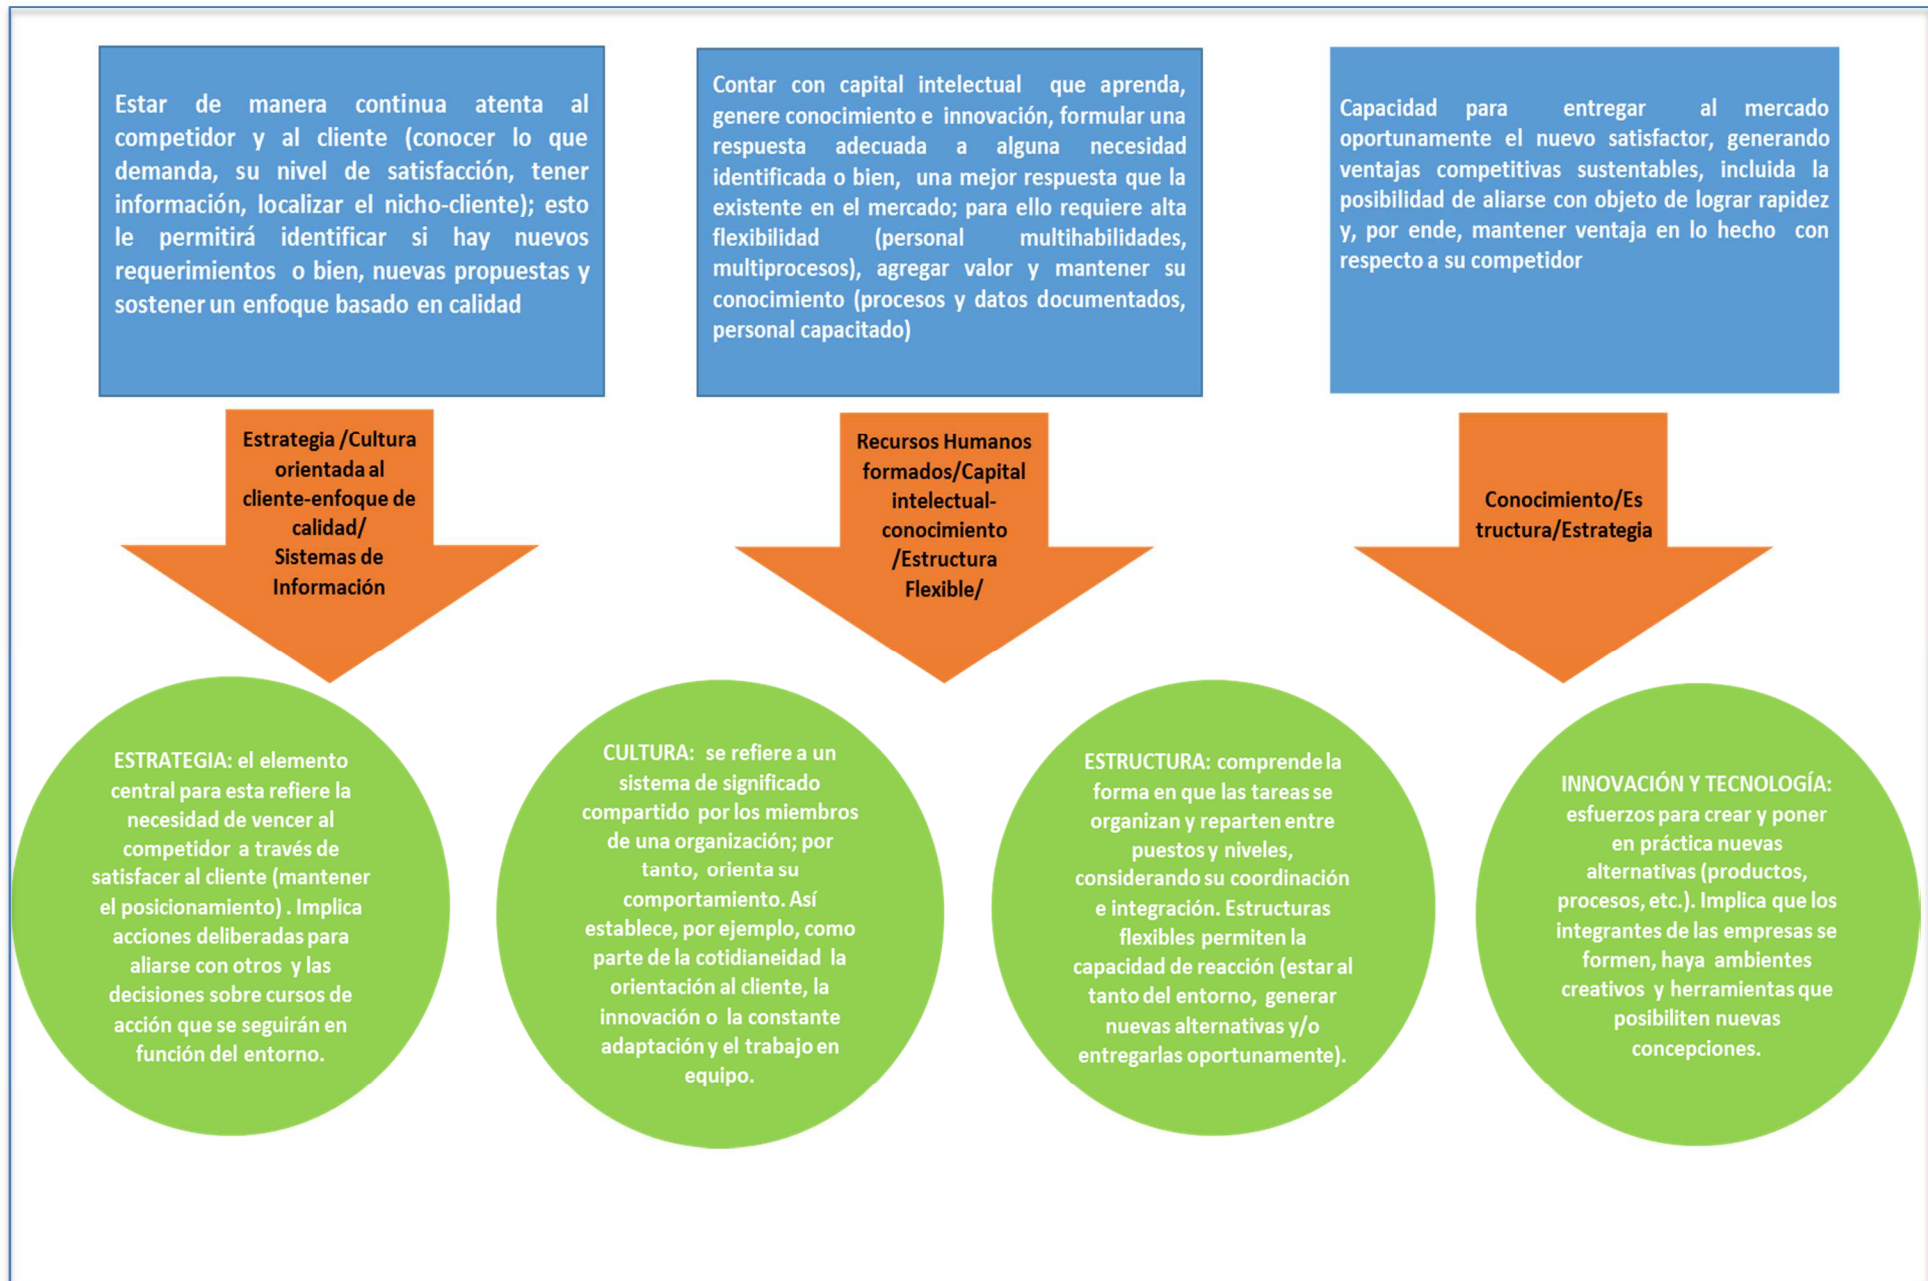 Estar de manera continua atenta al
competidor y al cliente (conocer lo que
demanda, su nivel de satisfacción, tener
información, localizar el nicho-cliente); esto
le permitirá identificar si hay nuevos
requerimientos o bien, nuevas propuestas y
sostener un enfoque basado en calidad
Contar con capital intelectual que aprenda,
genere conocimiento e innovación, formular una
respuesta adecuada a alguna necesidad
identificada o bien, una mejor respuesta que la
existente en el mercado; para ello requiere alta
flexibilidad (personal multihabilidades,
multiprocesos), agregar valor y mantener su
conocimiento (procesos y datos documentados,
personal capacitado)
Capacidad para entregar al mercado
oportunamente el nuevo satisfactor, generando
ventajas competitivas sustentables, incluida la
posibilidad de aliarse con objeto de lograr rapidez
y, por ende, mantener ventaja en lo hecho con
respecto a su competidor
Estrategia /Cultura
orientada al
cliente-enfoque de
calidad/
Sistemas de
Información
Recursos Humanos
formados/Capital
intelectual-
conocimiento
/Estructura
Flexible/
Conocimiento/Es
tructura/Estrategia
ESTRATEGIA: el elemento
central para esta refiere la
necesidad de vencer al
competidor a través de
satisfacer al cliente (mantener
el posicionamiento) . Implica
acciones deliberadas para
aliarse con otros y las
decisiones sobre cursos de
acción que se seguirán en
función del entorno.
CULTURA: se refiere a un
sistema de significado
compartido por los miembros
de una organización; por
tanto, orienta su
comportamiento. Así
establece, por ejemplo, como
parte de la cotidianeidad la
orientación al cliente, la
innovación o la constante
adaptación y el trabajo en
equipo.
ESTRUCTURA: comprende la
forma en que las tareas se
organizan y reparten entre
puestos y niveles,
considerando su coordinación
e integración. Estructuras
flexibles permiten la
capacidad de reacción (estar al
tanto del entorno, generar
nuevas alternativas y/o
entregarlas oportunamente).
INNOVACIÓN Y TECNOLOGÍA:
esfuerzos para crear y poner
en práctica nuevas
alternativas (productos,
procesos, etc.). Implica que los
integrantes de las empresas se
formen, haya ambientes
creativos y herramientas que
posibiliten nuevas
concepciones.